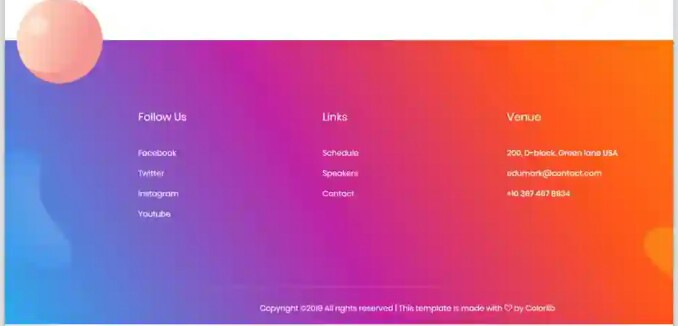 Follow Us
Facebook
Twitter
Instagram
Youtube
Links
Schedule
Speakers
Contact
Venue
200, D-block, Green lane USA
edumark@contact.com
+10 367 467 8934
Copyright ©2019 All rights reserved | This template is made with ♡ by Colorlib